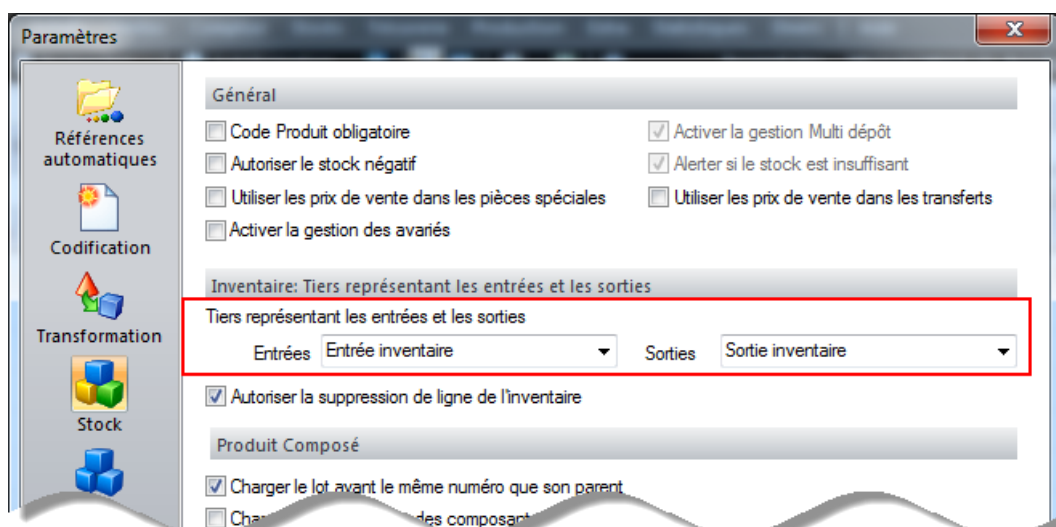 Paramètres
Références
automatiques
Codification
Transformation
Stock
Général
Code Produit obligatoire
Activer la gestion Multi dépôt
Autoriser le stock négatif
Alerter si le stock est insuffisant
Utiliser les prix de vente dans les pièces spéciales
Utiliser les prix de vente dans les transferts
Activer la gestion des avariés
Inventaire: Tiers représentant les entrées et les sorties
Tiers représentant les entrées et les sorties
Entrées Entrée inventaire Sorties Sortie inventaire
Autoriser la suppression de ligne de l'inventaire
Produit Composé
Charger le lot ayant le même numéro que son parent
des